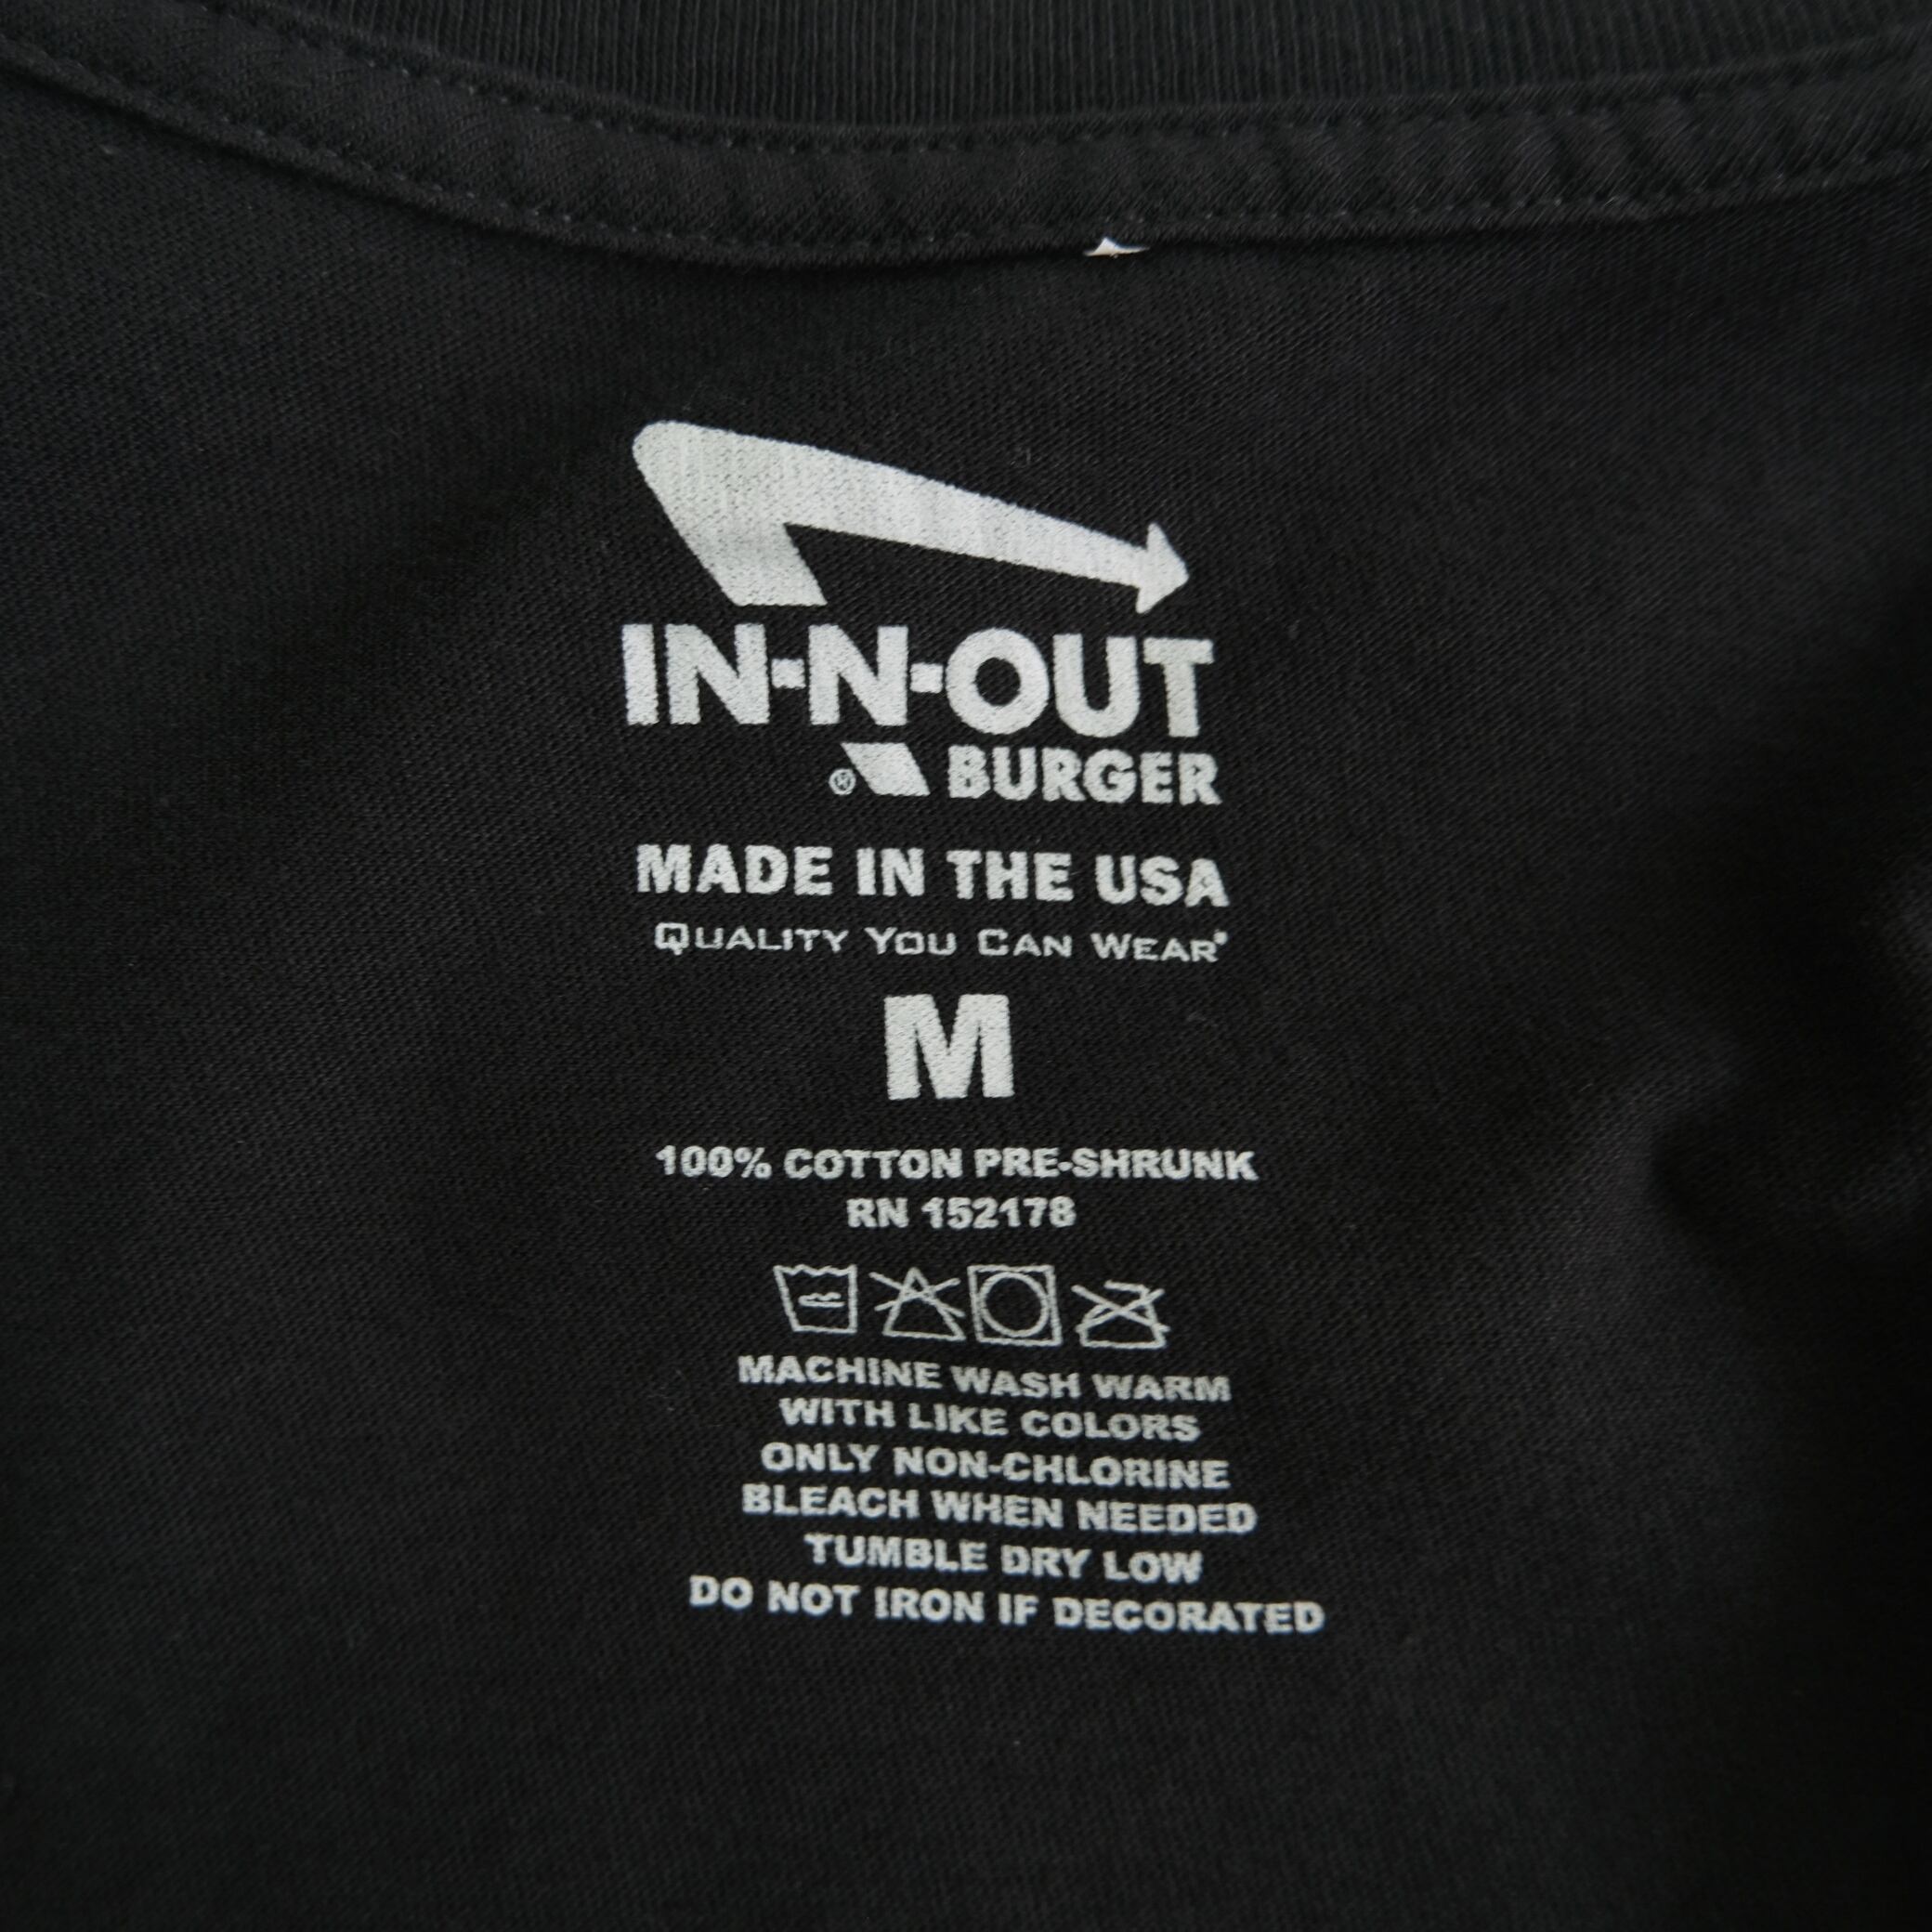 IN-N-OUT
® BURGER
MADE IN THE USA
QUALITY YOU CAN WEAR®
M
100% COTTON PRE-SHRUNK
RN 152178
MACHINE WASH WARM
WITH LIKE COLORS
ONLY NON-CHLORINE
BLEACH WHEN NEEDED
TUMBLE DRY LOW
DO NOT IRON IF DECORATED